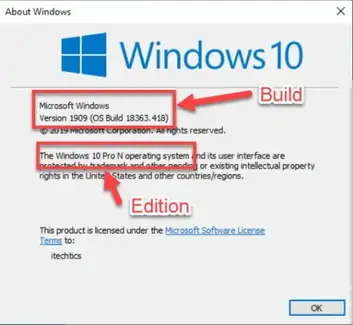 About Windows
Windows 10
Build
Microsoft Windows
Version 1909 (OS Build 18363.418)
© 2019 Microsoft Corporation. All rights reserved.
The Windows 10 Pro N operating system and its user interface are
protected by trademark and other pending or existing intellectual property
rights in the United States and other countries/regions.
Edition
This product is licensed under the Microsoft Software License
Terms to:
itechtics
OK